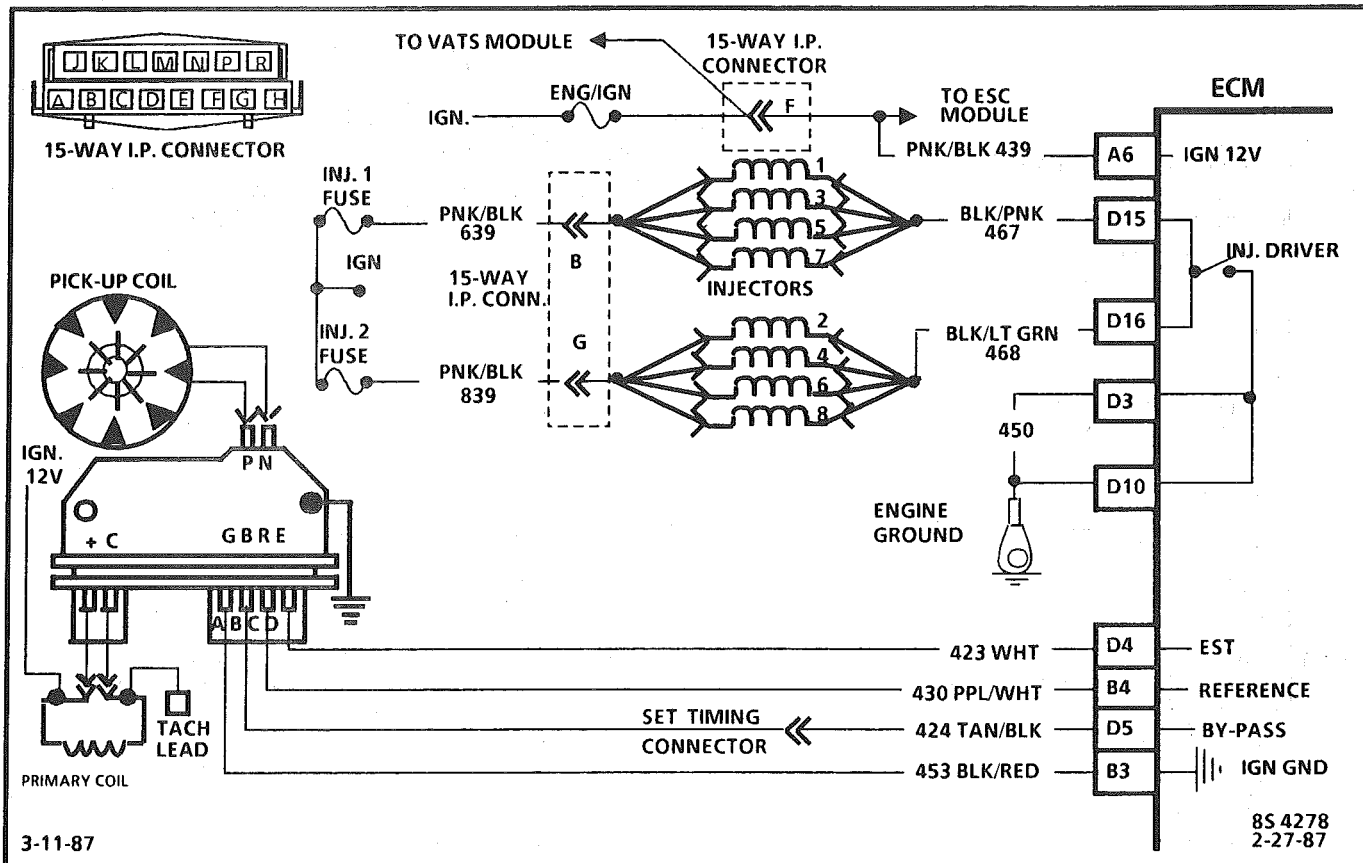 J K L M N P R
A B C D E F G H
15-WAY I.P. CONNECTOR
TO VATS MODULE
15-WAY I.P.
CONNECTOR
ENG/IGN
IGN.
F
TO ESC
MODULE
ECM
PNK/BLK 439
A6
IGN 12V
INJ. 1
FUSE
PNK/BLK
639
B
1
3
5
7
BLK/PNK
467
D15
INJ. DRIVER
IGN
15-WAY
I.P. CONN.
INJECTORS
PICK-UP COIL
INJ. 2
FUSE
PNK/BLK
839
G
2
4
6
8
BLK/LT GRN
468
D16
D3
450
D10
ENGINE
GROUND
IGN.
12V
P N
+ C
G B R E
A B C D
423 WHT
D4
EST
430 PPL/WHT
B4
REFERENCE
SET TIMING
CONNECTOR
424 TAN/BLK
D5
BY-PASS
453 BLK/RED
B3
IGN GND
TACH
LEAD
PRIMARY COIL
3-11-87
8S 4278
2-27-87